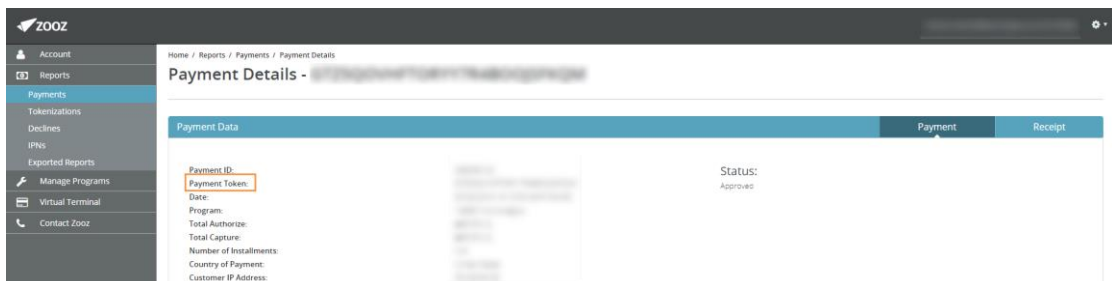 ZOOZ
Account
Reports
Payments
Tokenizations
Declines
IPNs
Exported Reports
Manage Programs
Virtual Terminal
Contact Zooz
Home / Reports / Payments / Payment Details
Payment Details -
Payment Data
Payment
Receipt
Payment ID:
Payment Token:
Date:
Program:
Total Authorize:
Total Capture:
Number of Installments:
Country of Payment:
Customer IP Address:
Status:
Approved